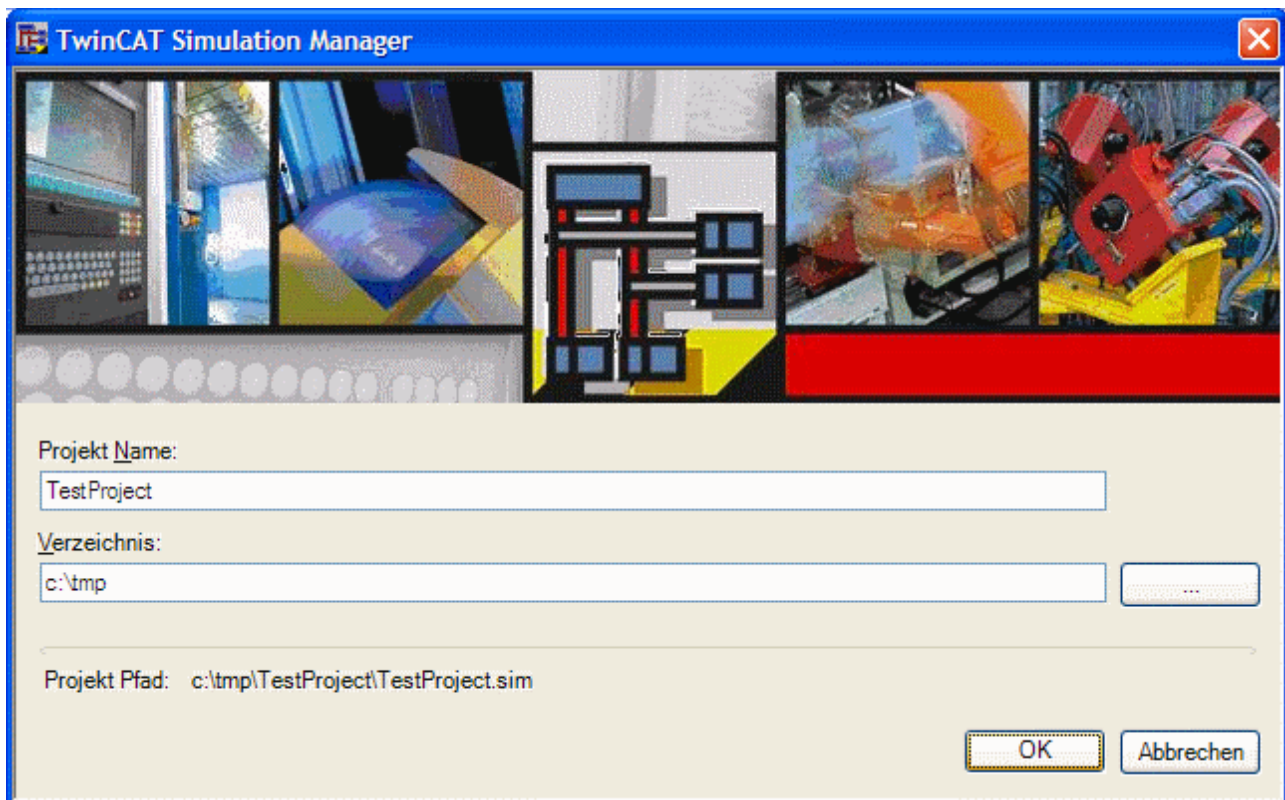 TwinCAT Simulation Manager
Projekt Name:
TestProject
Verzeichnis:
c:\tmp
...
Projekt Pfad: c:\tmp\TestProject\TestProject.sim
OK Abbrechen